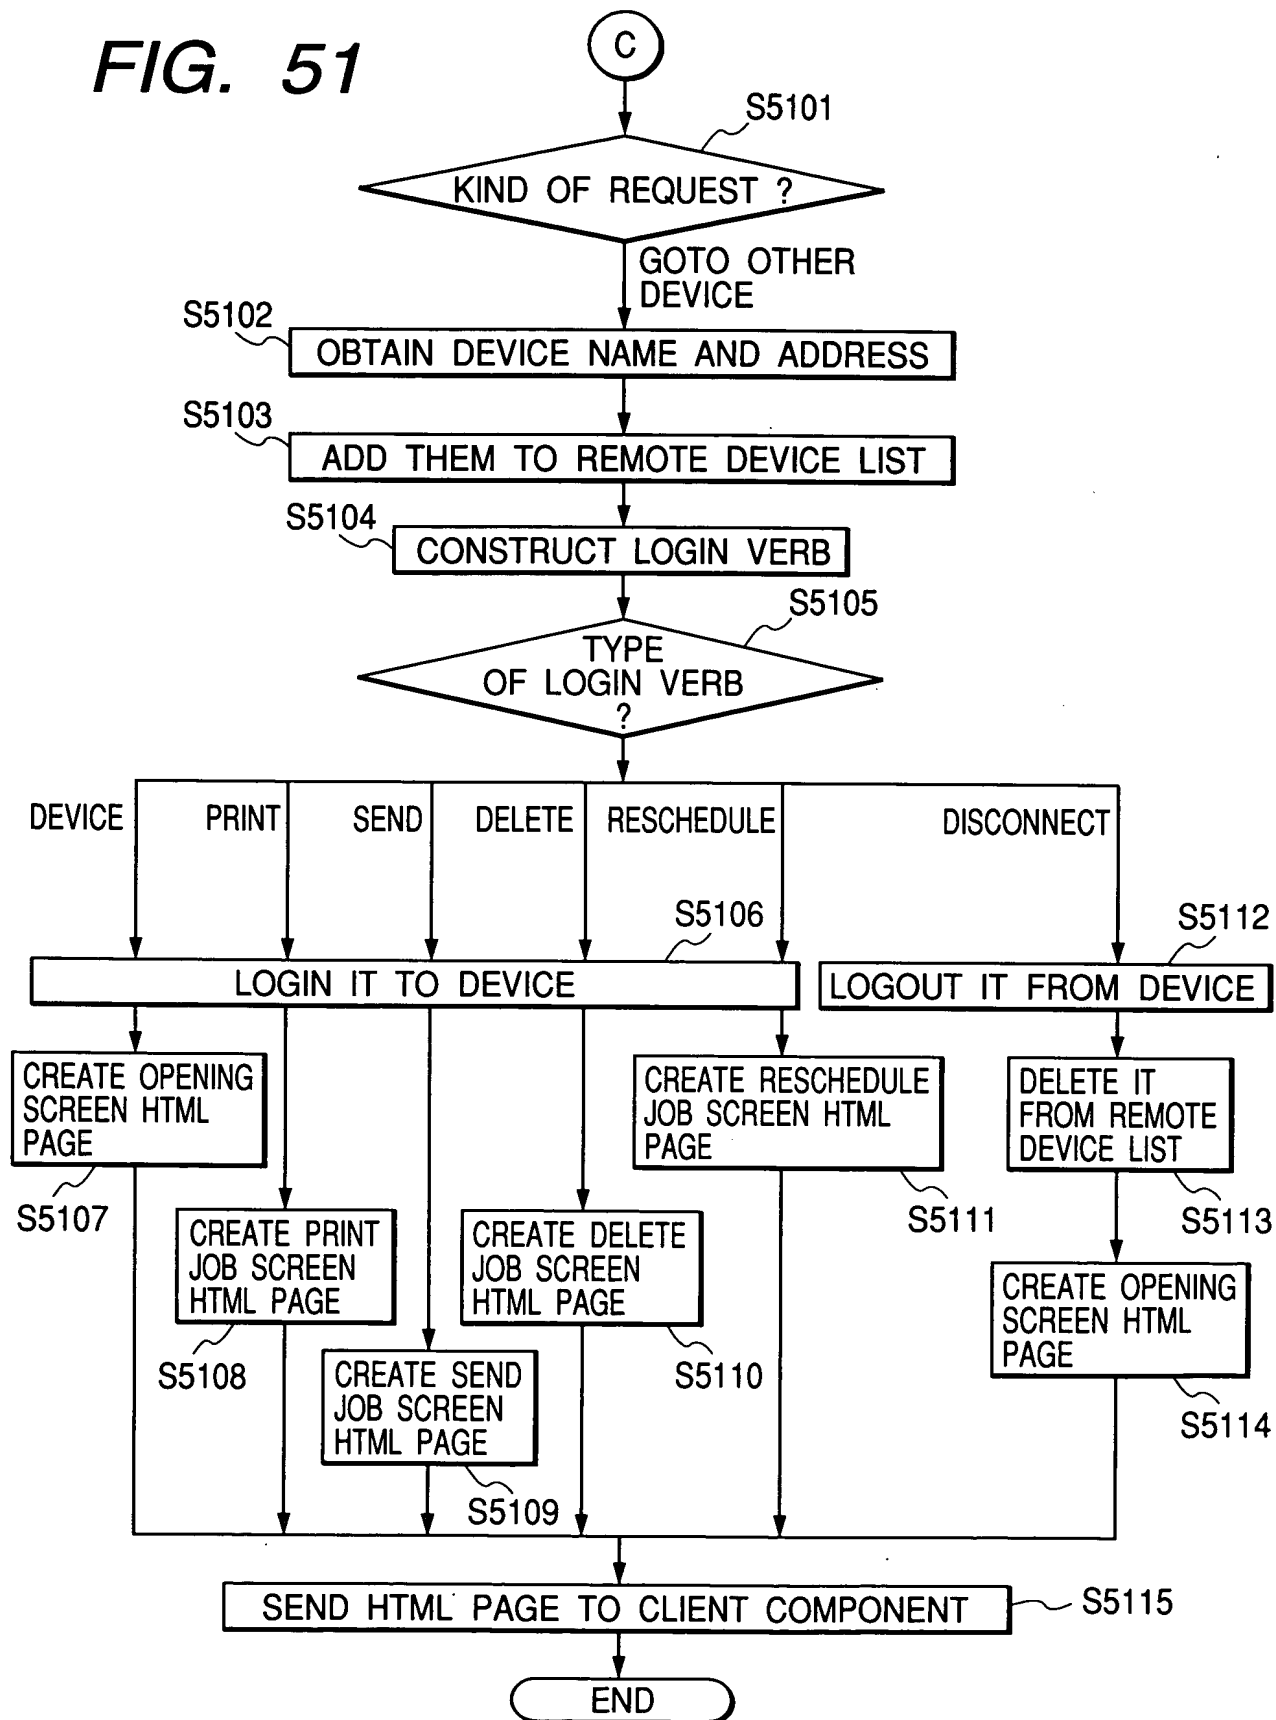 FIG. 51
C
S5101
KIND OF REQUEST ?
GOTO OTHER
DEVICE
S5102
OBTAIN DEVICE NAME AND ADDRESS
S5103
ADD THEM TO REMOTE DEVICE LIST
S5104
CONSTRUCT LOGIN VERB
S5105
TYPE
OF LOGIN VERB
?
DEVICE
PRINT
SEND
DELETE
RESCHEDULE
DISCONNECT
S5106
LOGIN IT TO DEVICE
S5112
LOGOUT IT FROM DEVICE
CREATE OPENING
SCREEN HTML
PAGE
S5107
CREATE RESCHEDULE
JOB SCREEN HTML
PAGE
S5111
DELETE IT
FROM REMOTE
DEVICE LIST
S5113
CREATE PRINT
JOB SCREEN
HTML PAGE
S5108
CREATE DELETE
JOB SCREEN
HTML PAGE
S5110
CREATE OPENING
SCREEN HTML
PAGE
S5114
CREATE SEND
JOB SCREEN
HTML PAGE
S5109
SEND HTML PAGE TO CLIENT COMPONENT
S5115
END